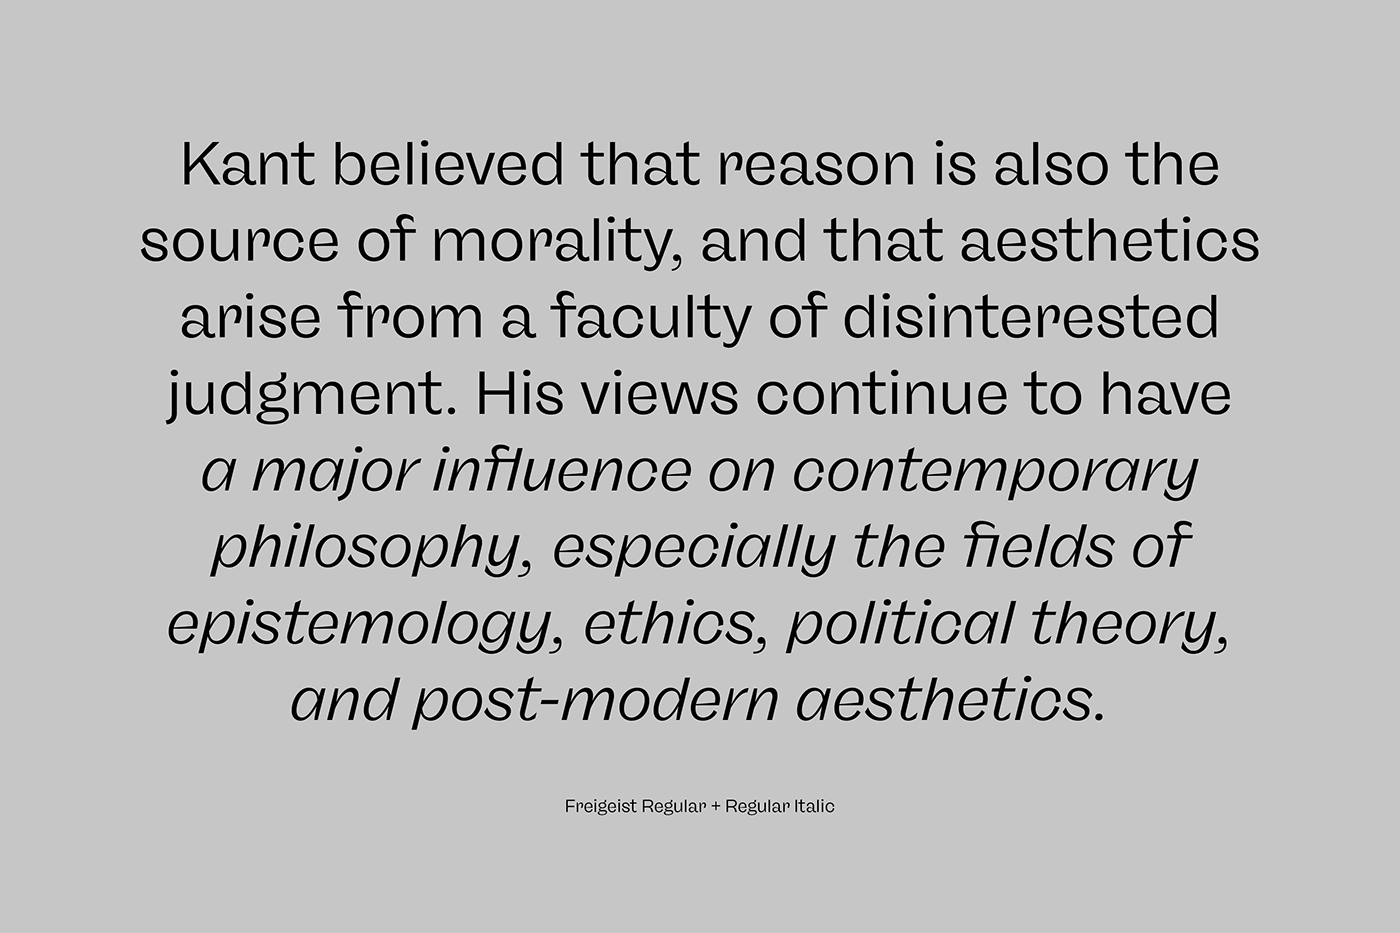 Kant believed that reason is also the
source of morality, and that aesthetics
arise from a faculty of disinterested
judgment. His views continue to have
a major influence on contemporary
philosophy, especially the fields of
epistemology, ethics, political theory,
and post-modern aesthetics.
Freigeist Regular + Regular Italic